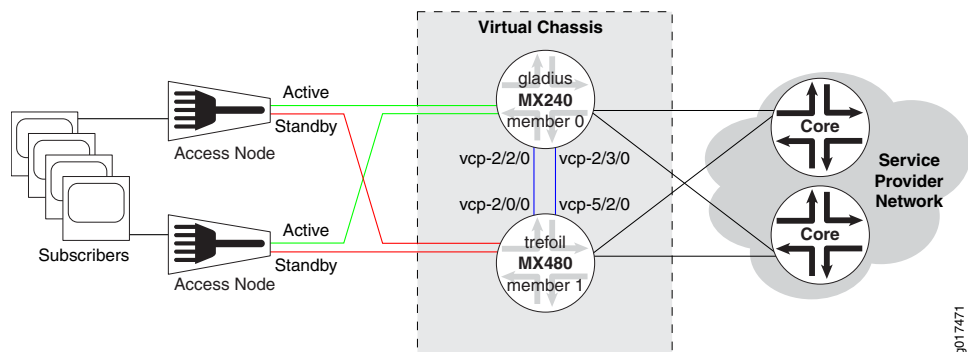 Virtual Chassis
gladius
MX240
member 0
Active
Standby
Access Node
vcp-2/2/0
vcp-2/3/0
vcp-2/0/0
vcp-5/2/0
Core
Service
Provider
Network
Core
Active
Standby
Access Node
Subscribers
trefoil
MX480
member 1
g017471